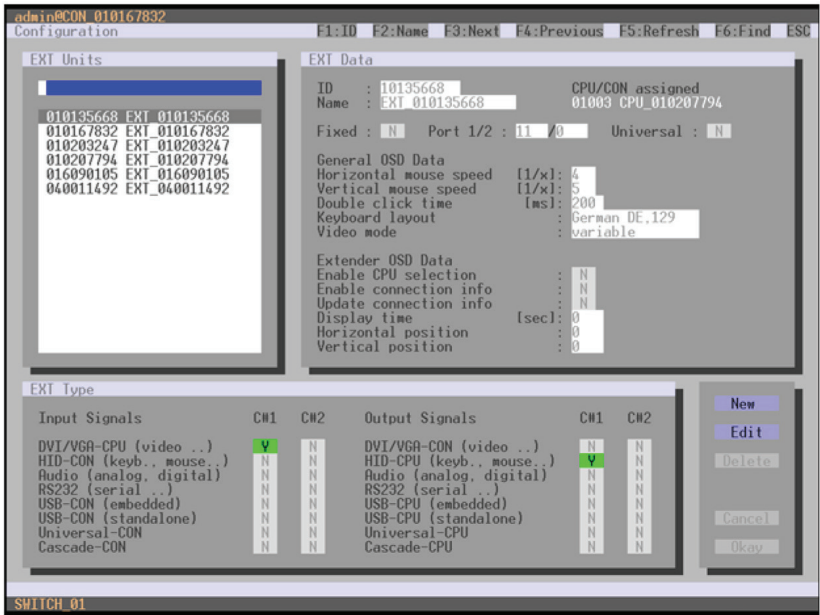 admin@CON_010167832
Configuration F1:ID F2:Name F3:Next F4:Previous F5:Refresh F6:Find ESC
EXT Units
010135668 EXT_010135668
010167832 EXT_010167832
010203247 EXT_010203247
010207794 EXT_010207794
016090105 EXT_016090105
040011492 EXT_040011492
EXT Data
ID : 10135668 CPU/CON assigned
Name : EXT_010135668 01003 CPU_010207794
Fixed : N Port 1/2 : 11 /0 Universal : N
General OSD Data
Horizontal mouse speed [1/x]: 4
Vertical mouse speed [1/x]: 5
Double click time [ms]: 200
Keyboard layout : German DE,129
Video mode : variable
Extender OSD Data
Enable CPU selection : N
Enable connection info : N
Update connection info : N
Display time [sec]: 0
Horizontal position : 0
Vertical position : 0
EXT Type
Input Signals C#1 C#2 Output Signals C#1 C#2
DVI/VGA-CPU (video ..) Y N DVI/VGA-CON (video ..) N N
HID-CON (keyb., mouse..) N N HID-CPU (keyb., mouse..) Y N
Audio (analog, digital) N N Audio (analog, digital) N N
RS232 (serial ..) N N RS232 (serial ..) N N
USB-CON (embedded) N N USB-CPU (embedded) N N
USB-CON (standalone) N N USB-CPU (standalone) N N
Universal-CON N N Universal-CPU N N
Cascade-CON N N Cascade-CPU N N
New
Edit
Delete
Cancel
Okay
SWITCH_01